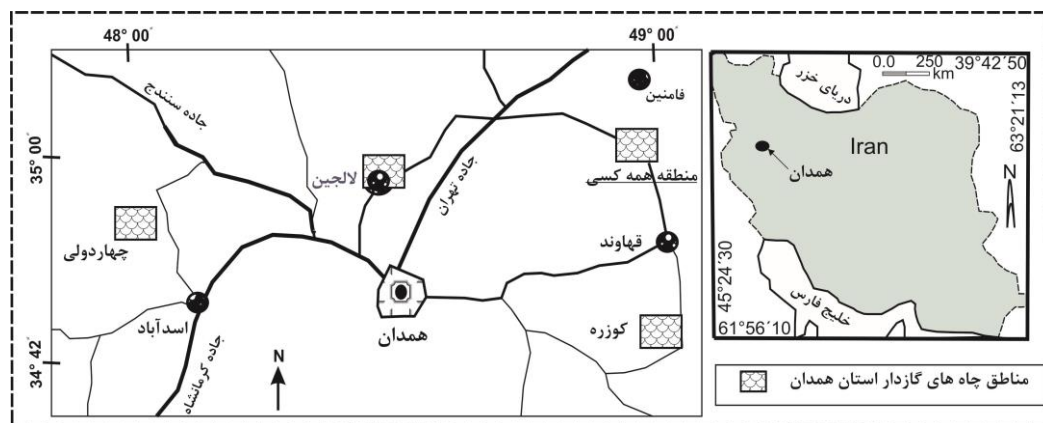 48° 00´
49° 00´
35° 00´
34° 42´
جاده سنندج
فامنین
لالجین
جاده تهران
منطقه همه کسی
چهاردولی
قهاوند
اسدآباد
همدان
کوزره
جاده کرمانشاه
N
0.0 250
km
39°42´50
دریای خزر
63°21´13
Iran
همدان
N
45°24´30
خلیج فارس
61°56´10
مناطق چاه های گازدار استان همدان